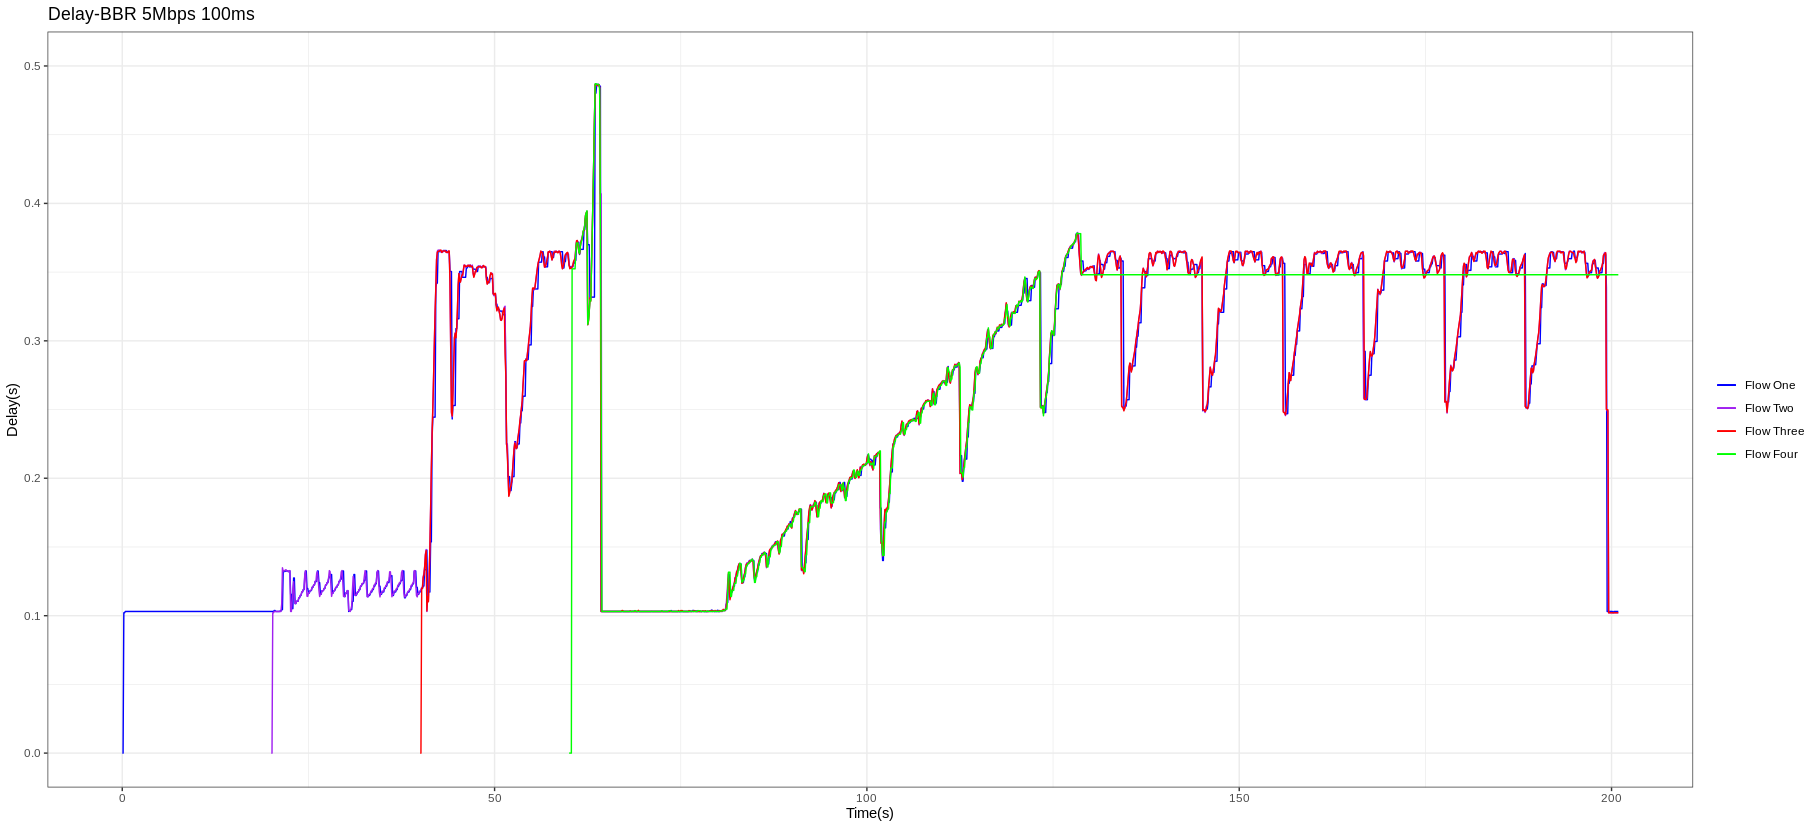 Delay-BBR 5Mbps 100ms
0.5
0.4
0.3
0.2
0.1
0.0
Delay(s)
0 50 100 150 200
Time(s)
Flow One
Flow Two
Flow Three
Flow Four